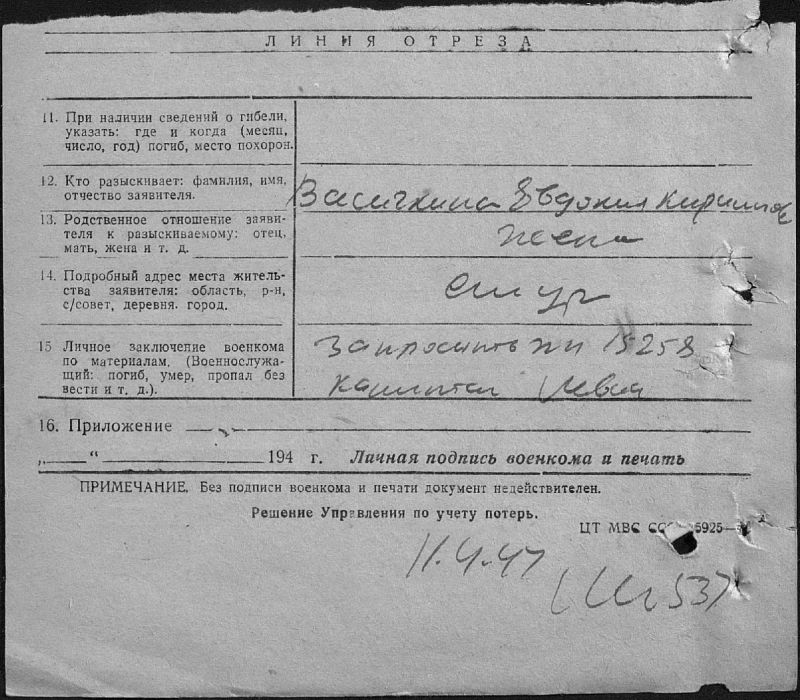 ЛИНИЯ ОТРЕЗА
11. При наличии сведений о гибели,
указать: где и когда (месяц,
число, год) погиб, место похорон.
12. Кто разыскивает: фамилия, имя,
отчество заявителя.
Васичкина Евдокия
13. Родственное отношение заяви-
теля к разыскиваемому: отец,
мать, жена и т. д.
жена
14. Подробный адрес места житель-
ства заявителя: область, р-н,
с/совет, деревня. город.
15 Личное заключение военкома
по материалам. (Военнослужа-
щий: погиб, умер, пропал без
вести и т. д.).
Запросить пп 15258
капитан
16. Приложение
„ “ 194 г. Личная подпись военкома и печать
ПРИМЕЧАНИЕ. Без подписи военкома и печати документ недействителен.
Решение Управления по учету потерь.
ЦТ МВС 5925
11.4.47
537